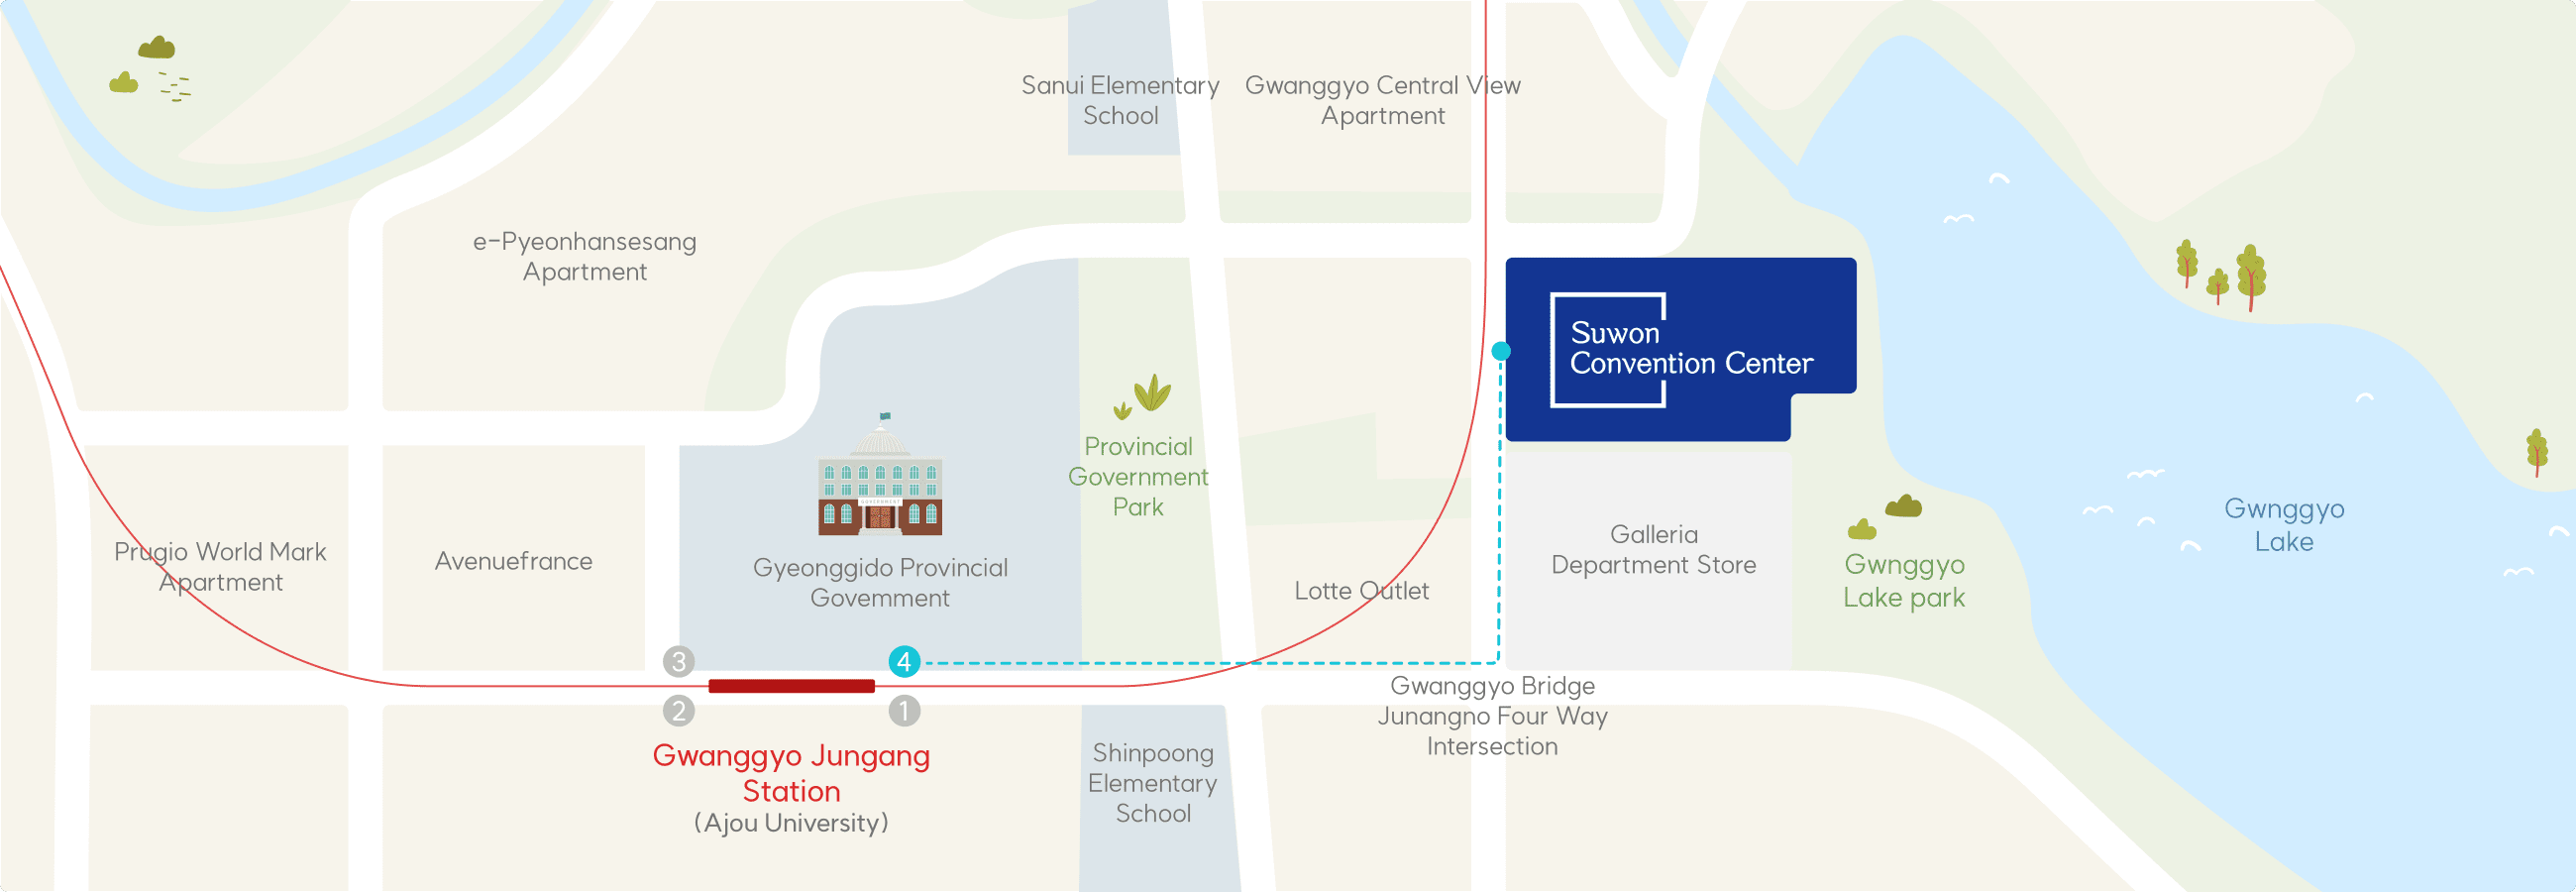 Sanui Elementary
School
Gwanggyo Central View
Apartment
e-Pyeonhansesang
Apartment
Suwon
Convention Center
Provincial
Government
Park
GOVERNMENT
Prugio World Mark
Apartment
Avenuefrance
Gyeonggido Provincial
Govemment
Lotte Outlet
Galleria
Department Store
Gwnggyo
Lake park
Gwnggyo
Lake
3
4
2
1
Gwanggyo Jungang
Station
(Ajou University)
Shinpoong
Elementary
School
Gwanggyo Bridge
Junangno Four Way
Intersection